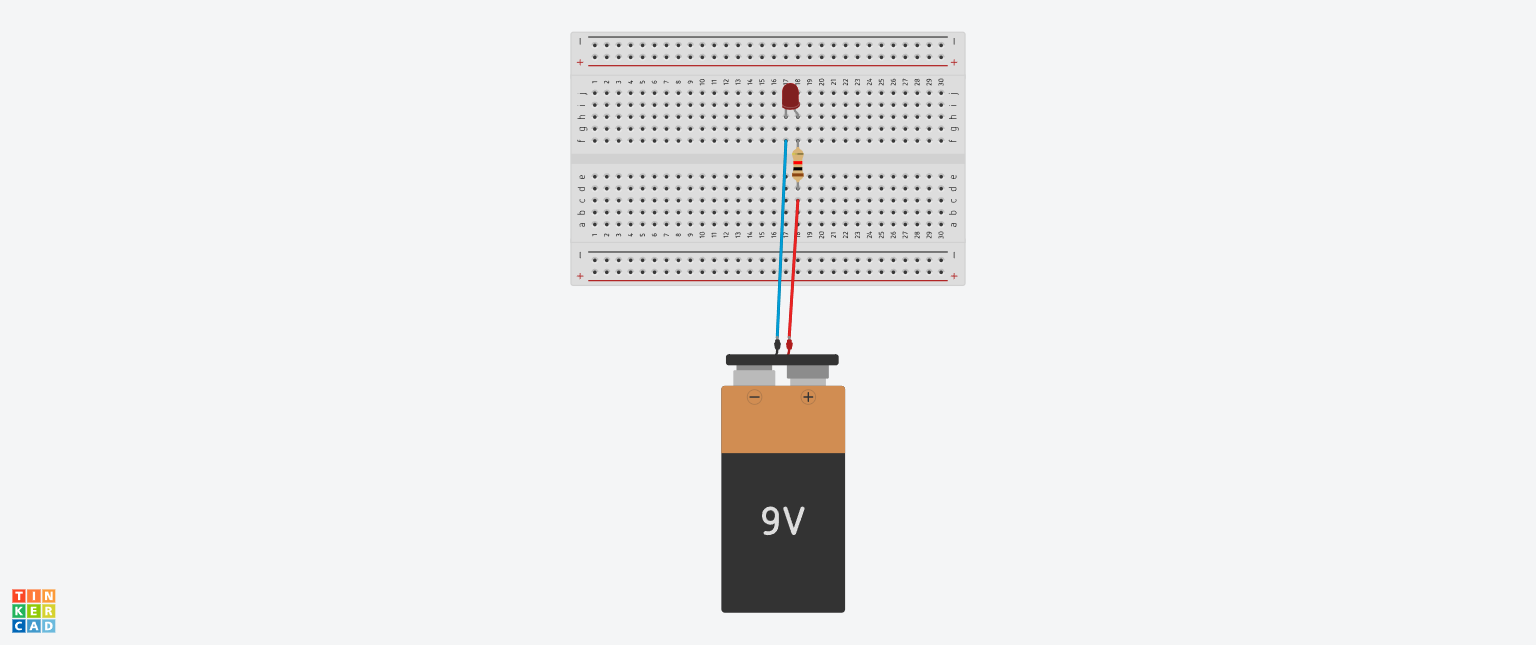 − −
+ +
1 2 3 4 5 6 7 8 9 10 11 12 13 14 15 16 17 18 19 20 21 22 23 24 25 26 27 28 29 30
j j
i i
h h
g g
f f
e e
d d
c c
b b
a a
1 2 3 4 5 6 7 8 9 10 11 12 13 14 15 16 17 18 19 20 21 22 23 24 25 26 27 28 29 30
− −
+ +
− +
9V
TIN
KER
CAD